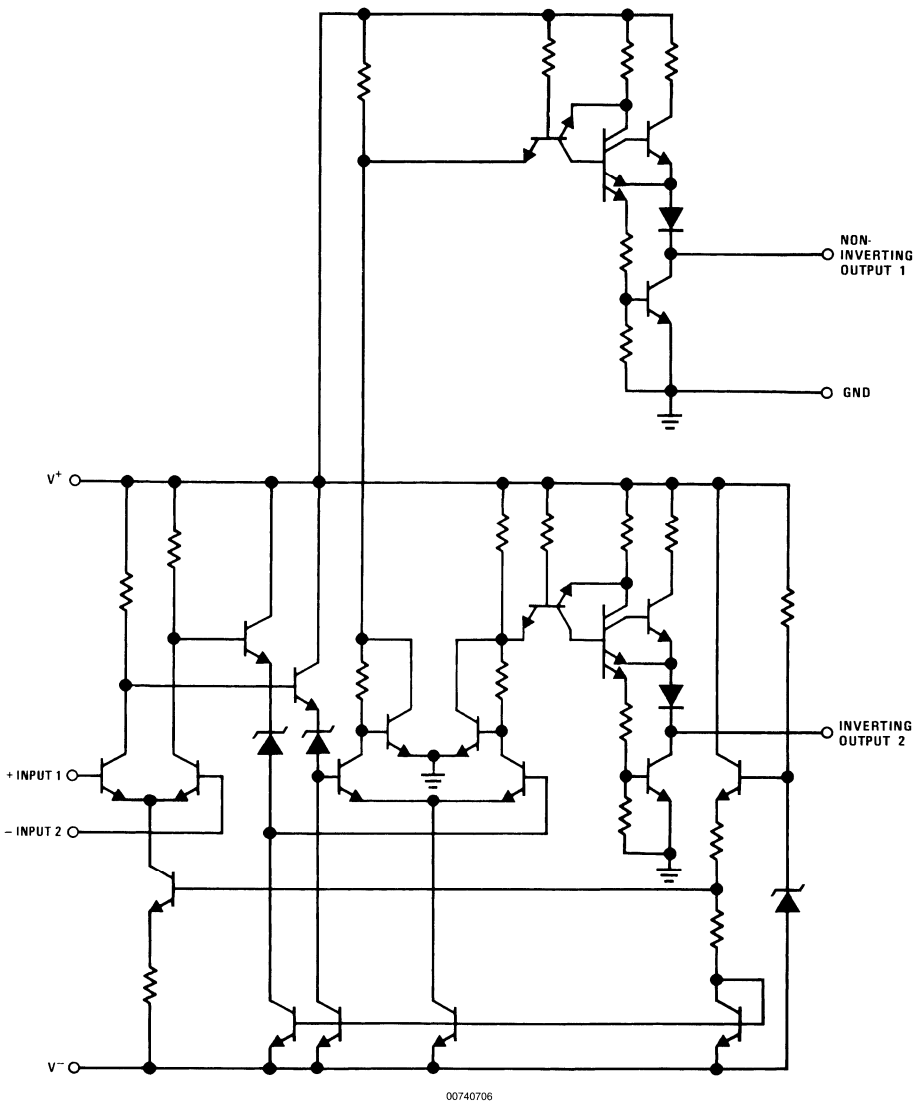 NON-
INVERTING
OUTPUT 1
GND
V+
INVERTING
OUTPUT 2
+ INPUT 1
– INPUT 2
V–
00740706